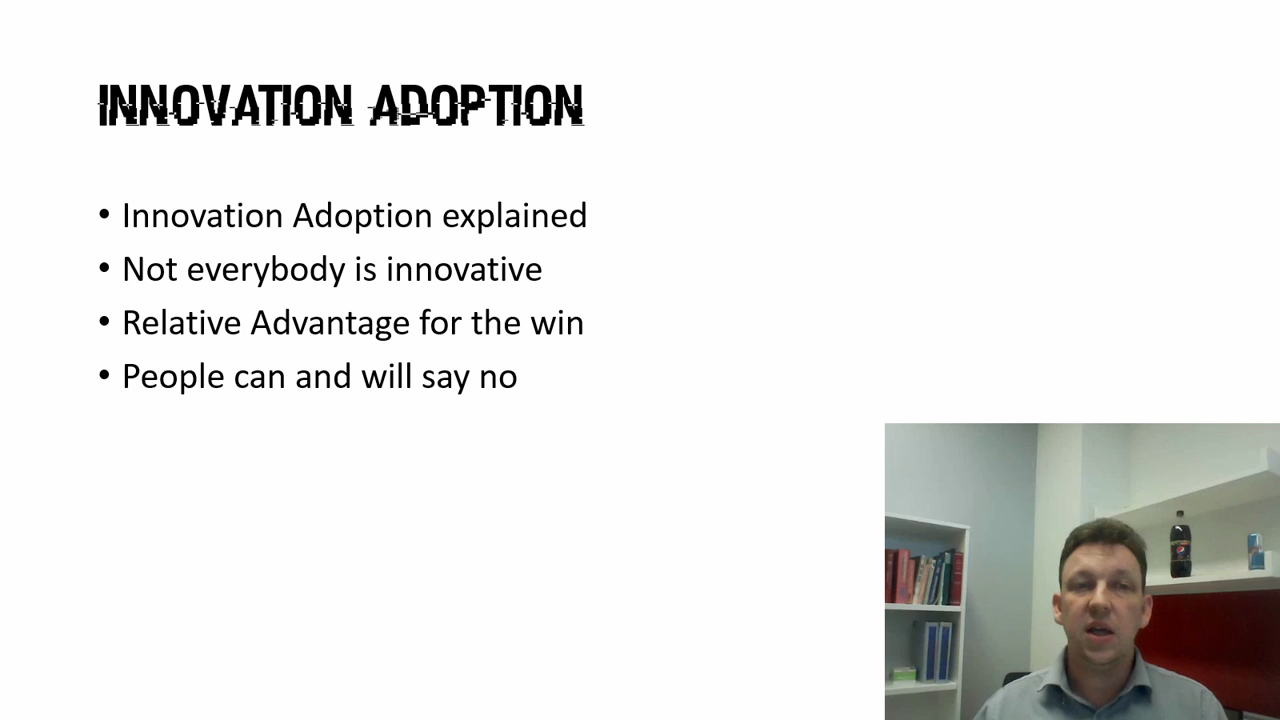 INNOVATION ADOPTION
• Innovation Adoption explained
• Not everybody is innovative
• Relative Advantage for the win
• People can and will say no